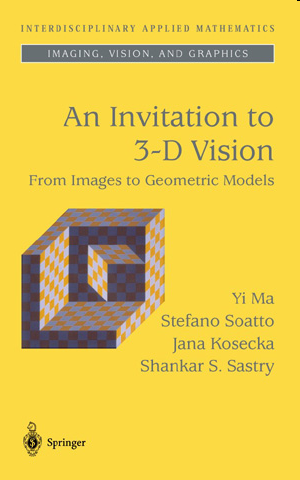 INTERDISCIPLINARY APPLIED MATHEMATICS
IMAGING, VISION, AND GRAPHICS
An Invitation to
3-D Vision
From Images to Geometric Models
Yi Ma
Stefano Soatto
Jana Kosecka
Shankar S. Sastry
Springer